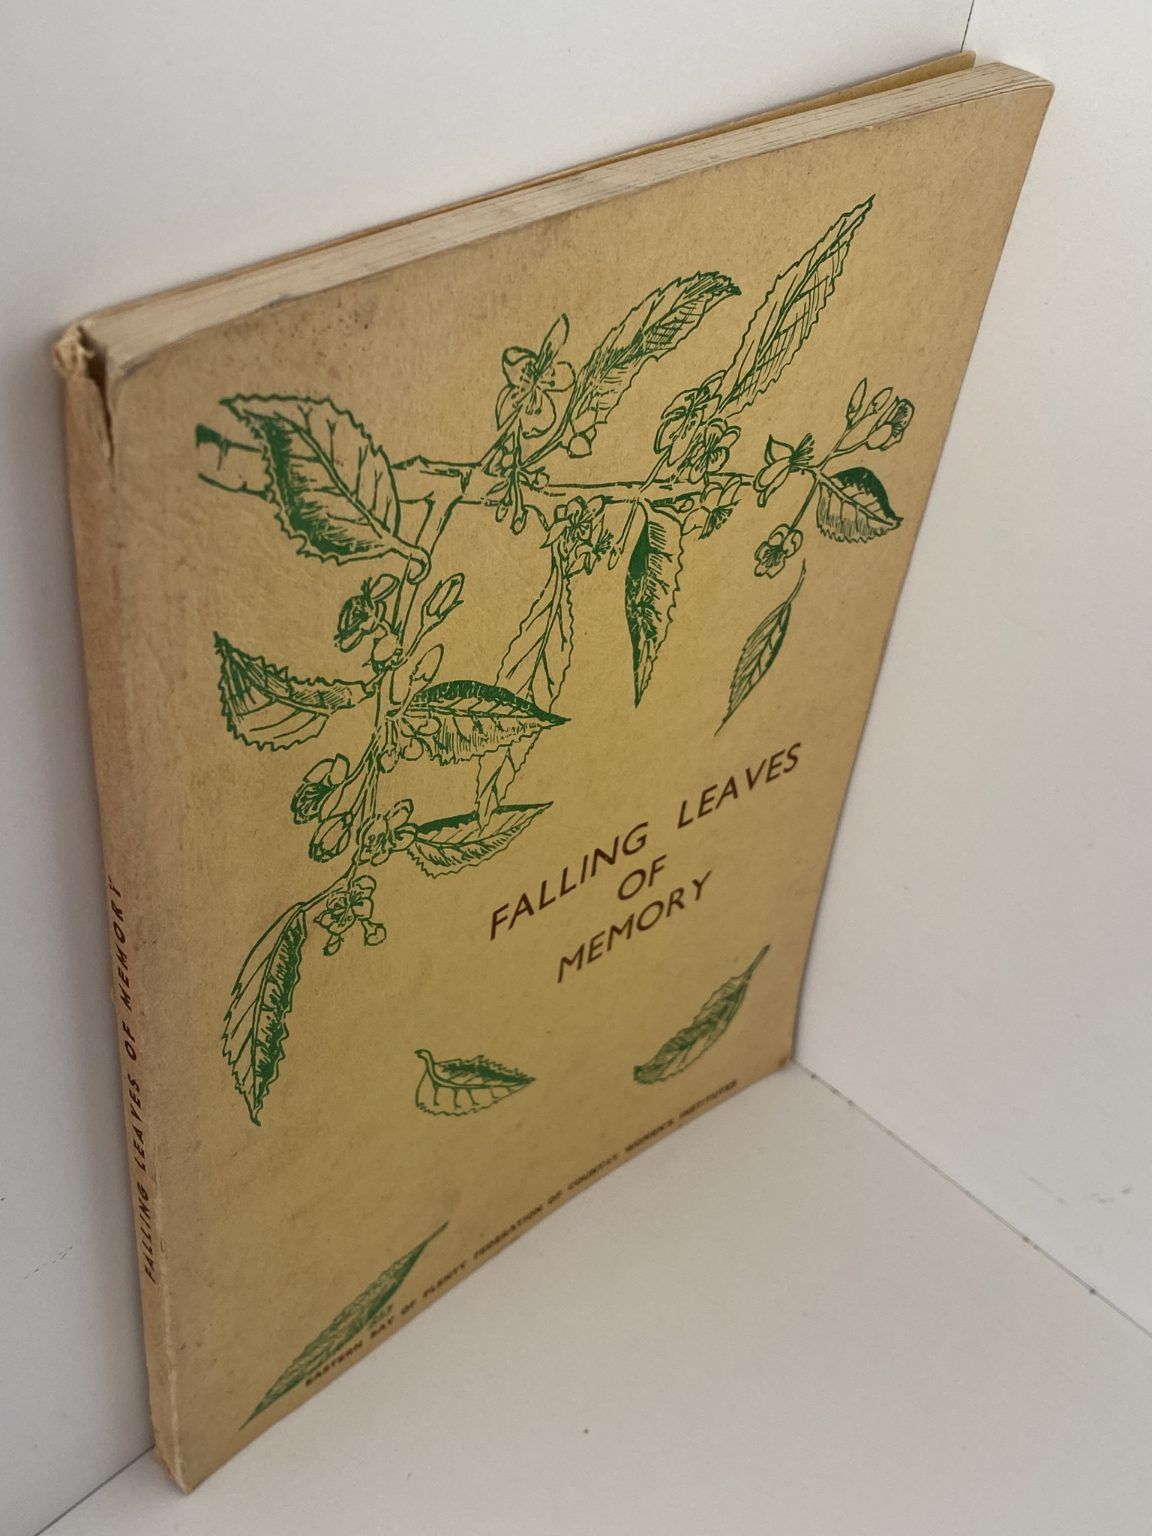 FALLING LEAVES
OF
MEMORY
EASTERN BAY OF PLENTY FEDERATION OF COUNTRY WOMEN'S INSTITUTES
FALLING LEAVES OF MEMORY